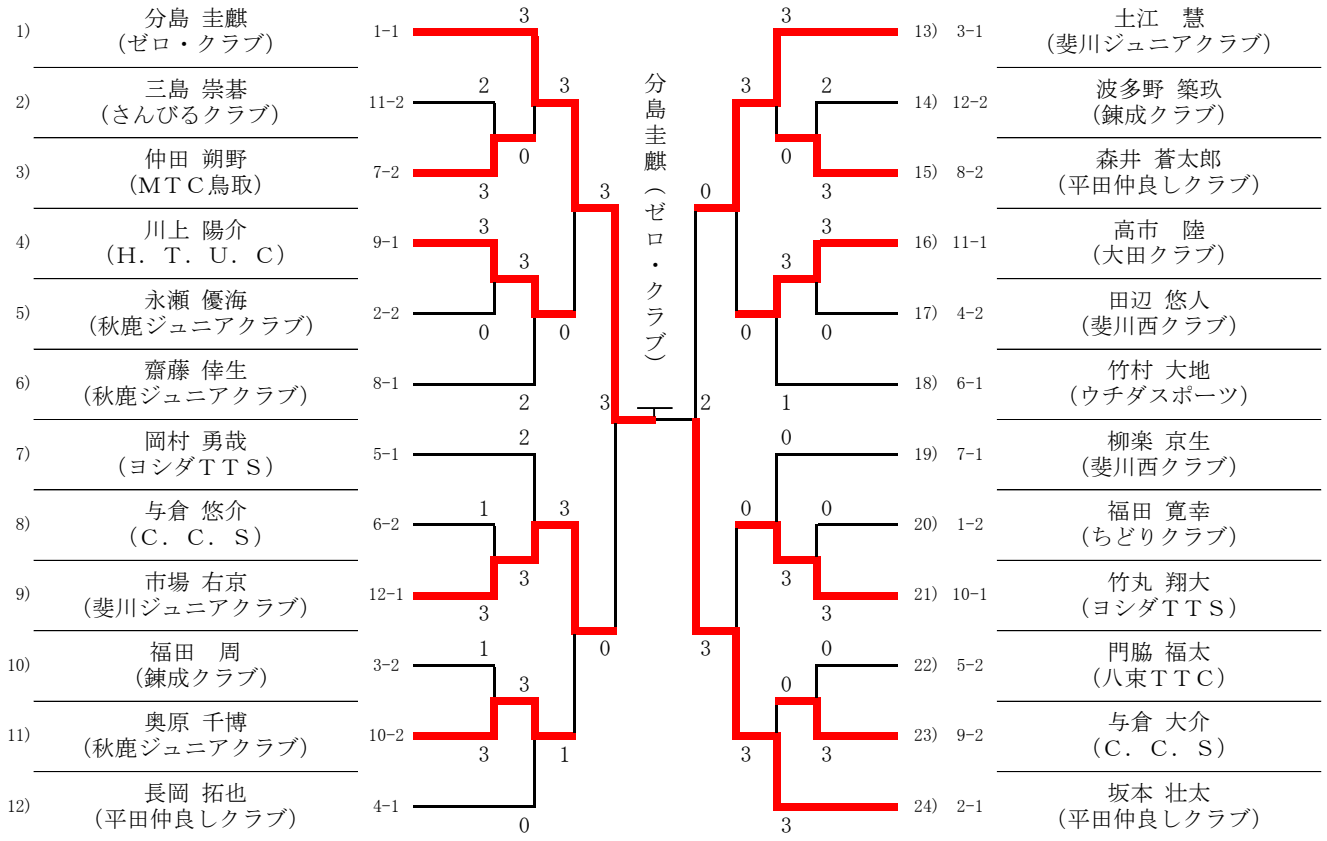 1) 分島 圭麒 1-1
(ゼロ・クラブ)
2) 三島 崇碁 11-2
(さんびるクラブ)
3) 仲田 朔野 7-2
(MTC鳥取)
4) 川上 陽介 9-1
(H. T. U. C)
5) 永瀬 優海 2-2
(秋鹿ジュニアクラブ)
6) 齋藤 倖生 8-1
(秋鹿ジュニアクラブ)
7) 岡村 勇哉 5-1
(ヨシダTTS)
8) 与倉 悠介 6-2
(C. C. S)
9) 市場 右京 12-1
(斐川ジュニアクラブ)
10) 福田 周 3-2
(錬成クラブ)
11) 奥原 千博 10-2
(秋鹿ジュニアクラブ)
12) 長岡 拓也 4-1
(平田仲良しクラブ)
3
2
3
0
3
3
3
3
0
0
2
3
2
1
3
3
3
0
1
3
3
1
0
分島圭麒(ゼロ・クラブ)
3
3
2
0
3
0
3
3
0
0
1
2
0
0
0
3
3
3
0
0
3
3
3
13) 3-1 土江 慧
(斐川ジュニアクラブ)
14) 12-2 波多野 築玖
(錬成クラブ)
15) 8-2 森井 蒼太郎
(平田仲良しクラブ)
16) 11-1 高市 陸
(大田クラブ)
17) 4-2 田辺 悠人
(斐川西クラブ)
18) 6-1 竹村 大地
(ウチダスポーツ)
19) 7-1 柳楽 京生
(斐川西クラブ)
20) 1-2 福田 寛幸
(ちどりクラブ)
21) 10-1 竹丸 翔大
(ヨシダTTS)
22) 5-2 門脇 福太
(八束TTC)
23) 9-2 与倉 大介
(C. C. S)
24) 2-1 坂本 壮太
(平田仲良しクラブ)